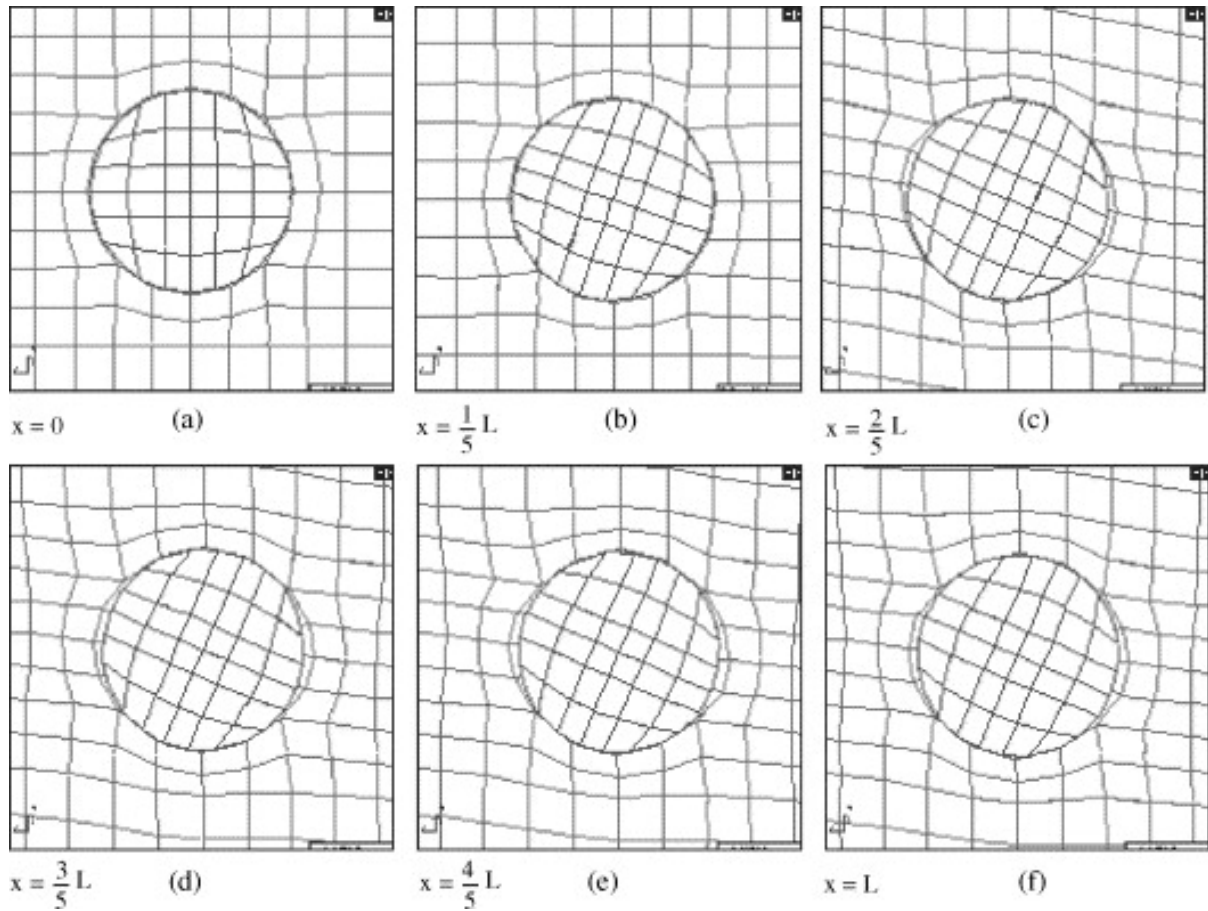 x = 0 (a)
x = 1/5 L (b)
x = 2/5 L (c)
x = 3/5 L (d)
x = 4/5 L (e)
x = L (f)